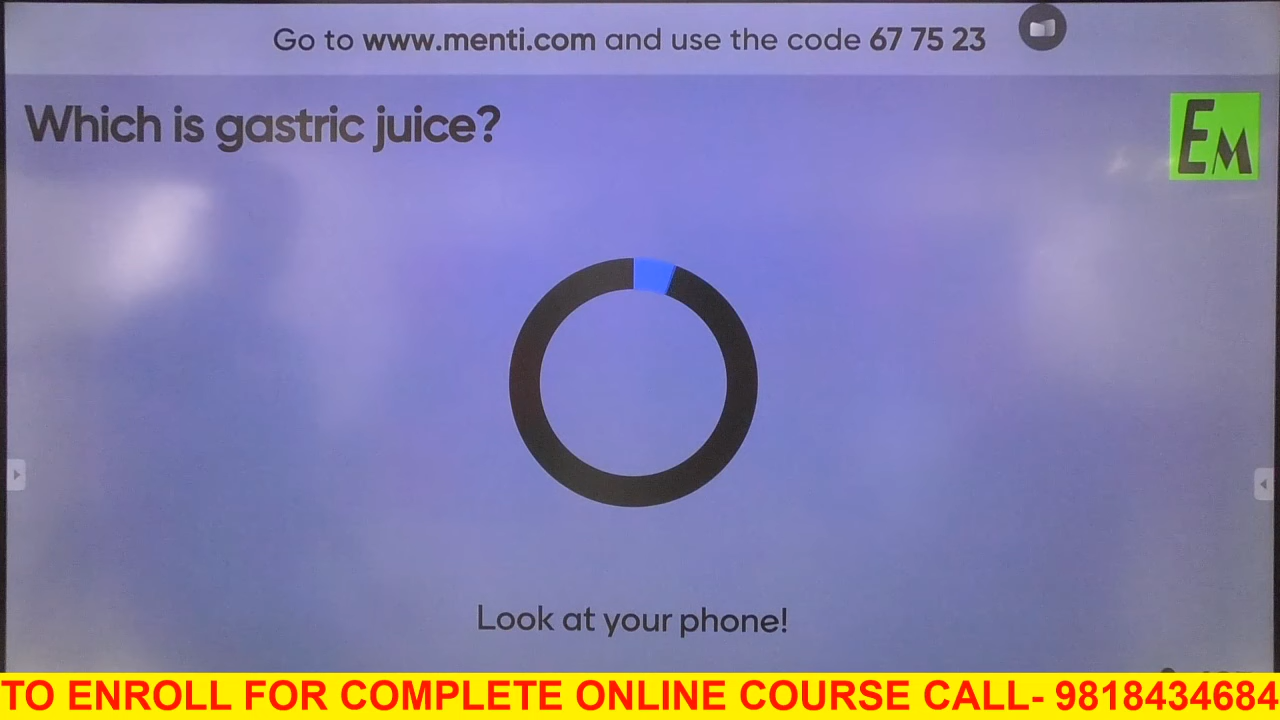 Go to www.menti.com and use the code 67 75 23
Which is gastric juice?
EM
Look at your phone!
TO ENROLL FOR COMPLETE ONLINE COURSE CALL- 9818434684